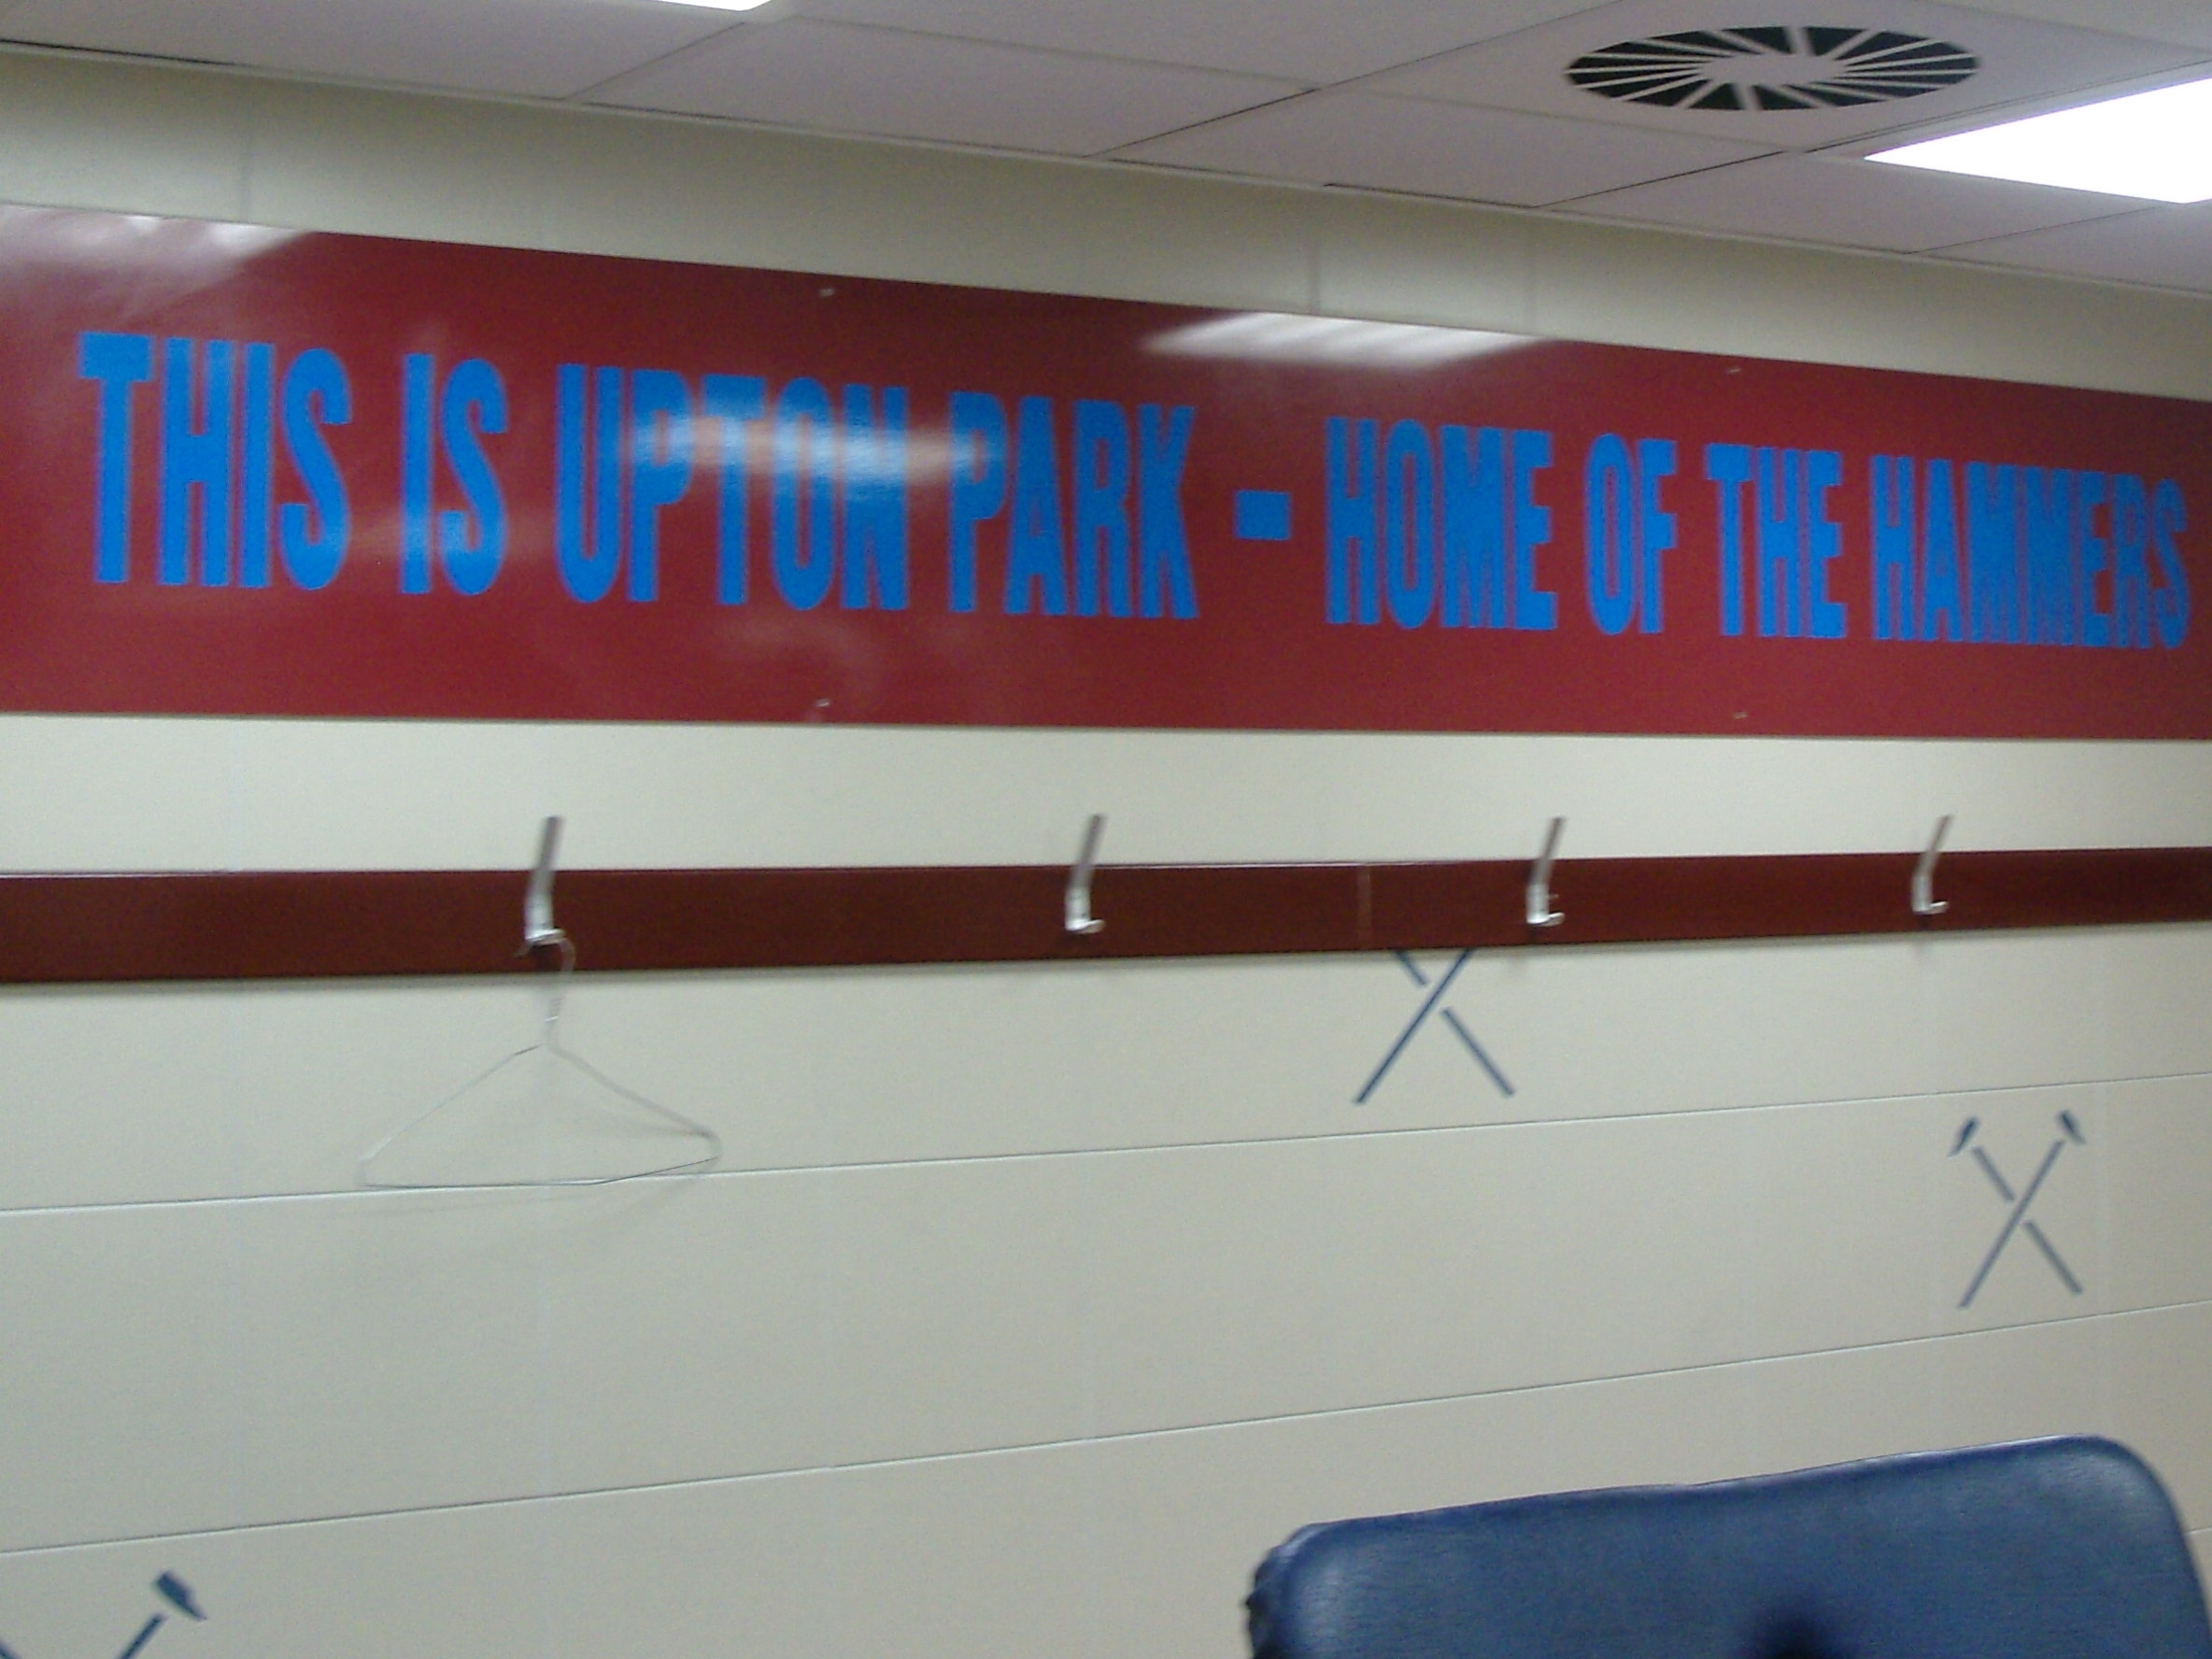 THIS IS UPTON PARK - HOME OF THE HAMMERS